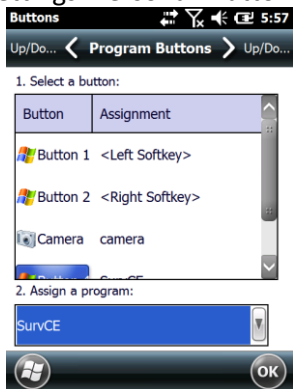 Buttons 5:57
Up/Do... Program Buttons Up/Do...
1. Select a button:
Button Assignment
Button 1 <Left Softkey>
Button 2 <Right Softkey>
Camera camera
2. Assign a program:
SurvCE
OK